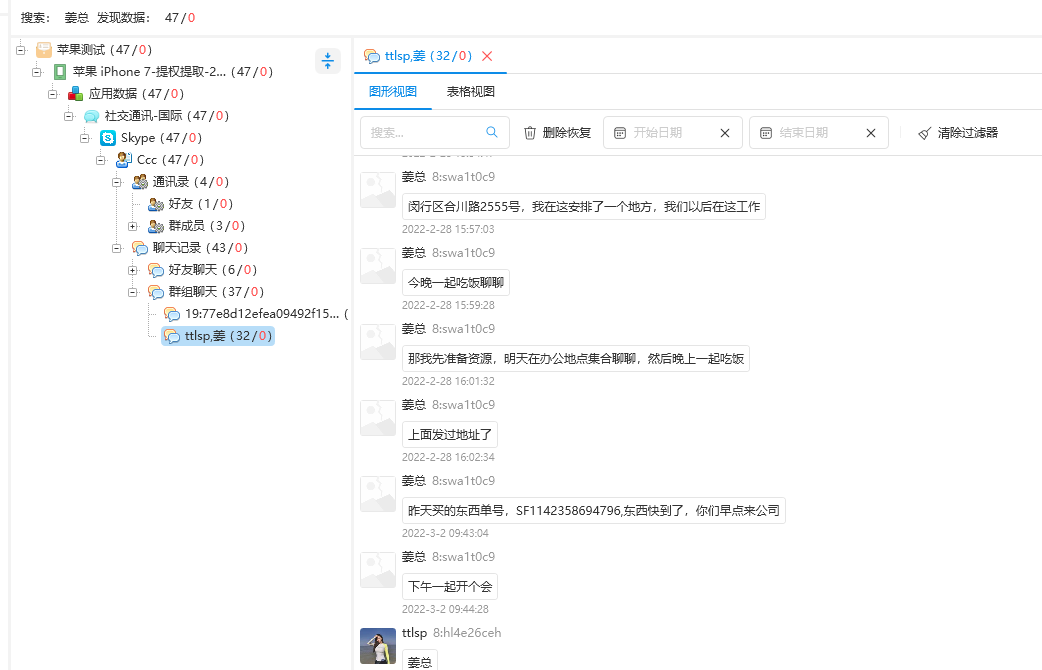 搜索： 姜总 发现数据： 47/0
苹果测试 (47/0)
苹果 iPhone 7-提权提取-2... (47/0)
应用数据 (47/0)
社交通讯-国际 (47/0)
Skype (47/0)
Ccc (47/0)
通讯录 (4/0)
好友 (1/0)
群成员 (3/0)
聊天记录 (43/0)
好友聊天 (6/0)
群组聊天 (37/0)
19:77e8d12efea09492f15... (
ttlsp,姜 (32/0)
ttlsp,姜 (32/0)
图形视图 表格视图
搜索... 删除恢复 开始日期 结束日期 清除过滤器
姜总 8:swa1t0c9
闵行区合川路2555号，我在这安排了一个地方，我们以后在这工作
2022-2-28 15:57:03
姜总 8:swa1t0c9
今晚一起吃饭聊聊
2022-2-28 15:59:28
姜总 8:swa1t0c9
那我先准备资源，明天在办公地点集合聊聊，然后晚上一起吃饭
2022-2-28 16:01:32
姜总 8:swa1t0c9
上面发过地址了
2022-2-28 16:02:34
姜总 8:swa1t0c9
昨天买的东西单号，SF1142358694796,东西快到了，你们早点来公司
2022-3-2 09:43:04
姜总 8:swa1t0c9
下午一起开个会
2022-3-2 09:44:28
ttlsp 8:hl4e26ceh
姜总